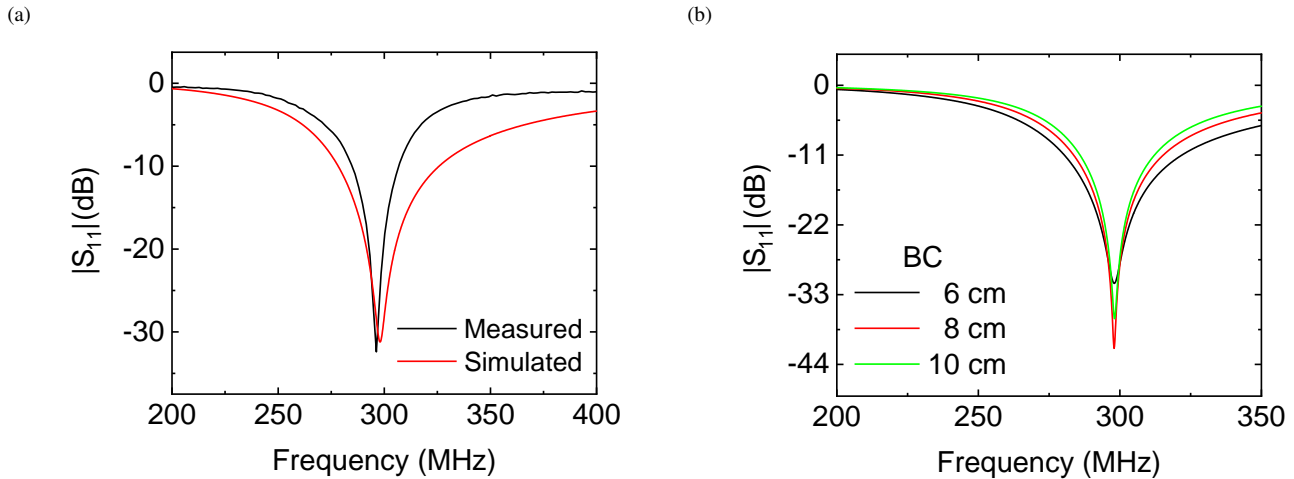 (a)
0
-10
-20
-30
|S11| (dB)
Measured
Simulated
200 250 300 350 400
Frequency (MHz)
(b)
0
-11
-22
-33
-44
|S11| (dB)
BC
6 cm
8 cm
10 cm
200 250 300 350
Frequency (MHz)